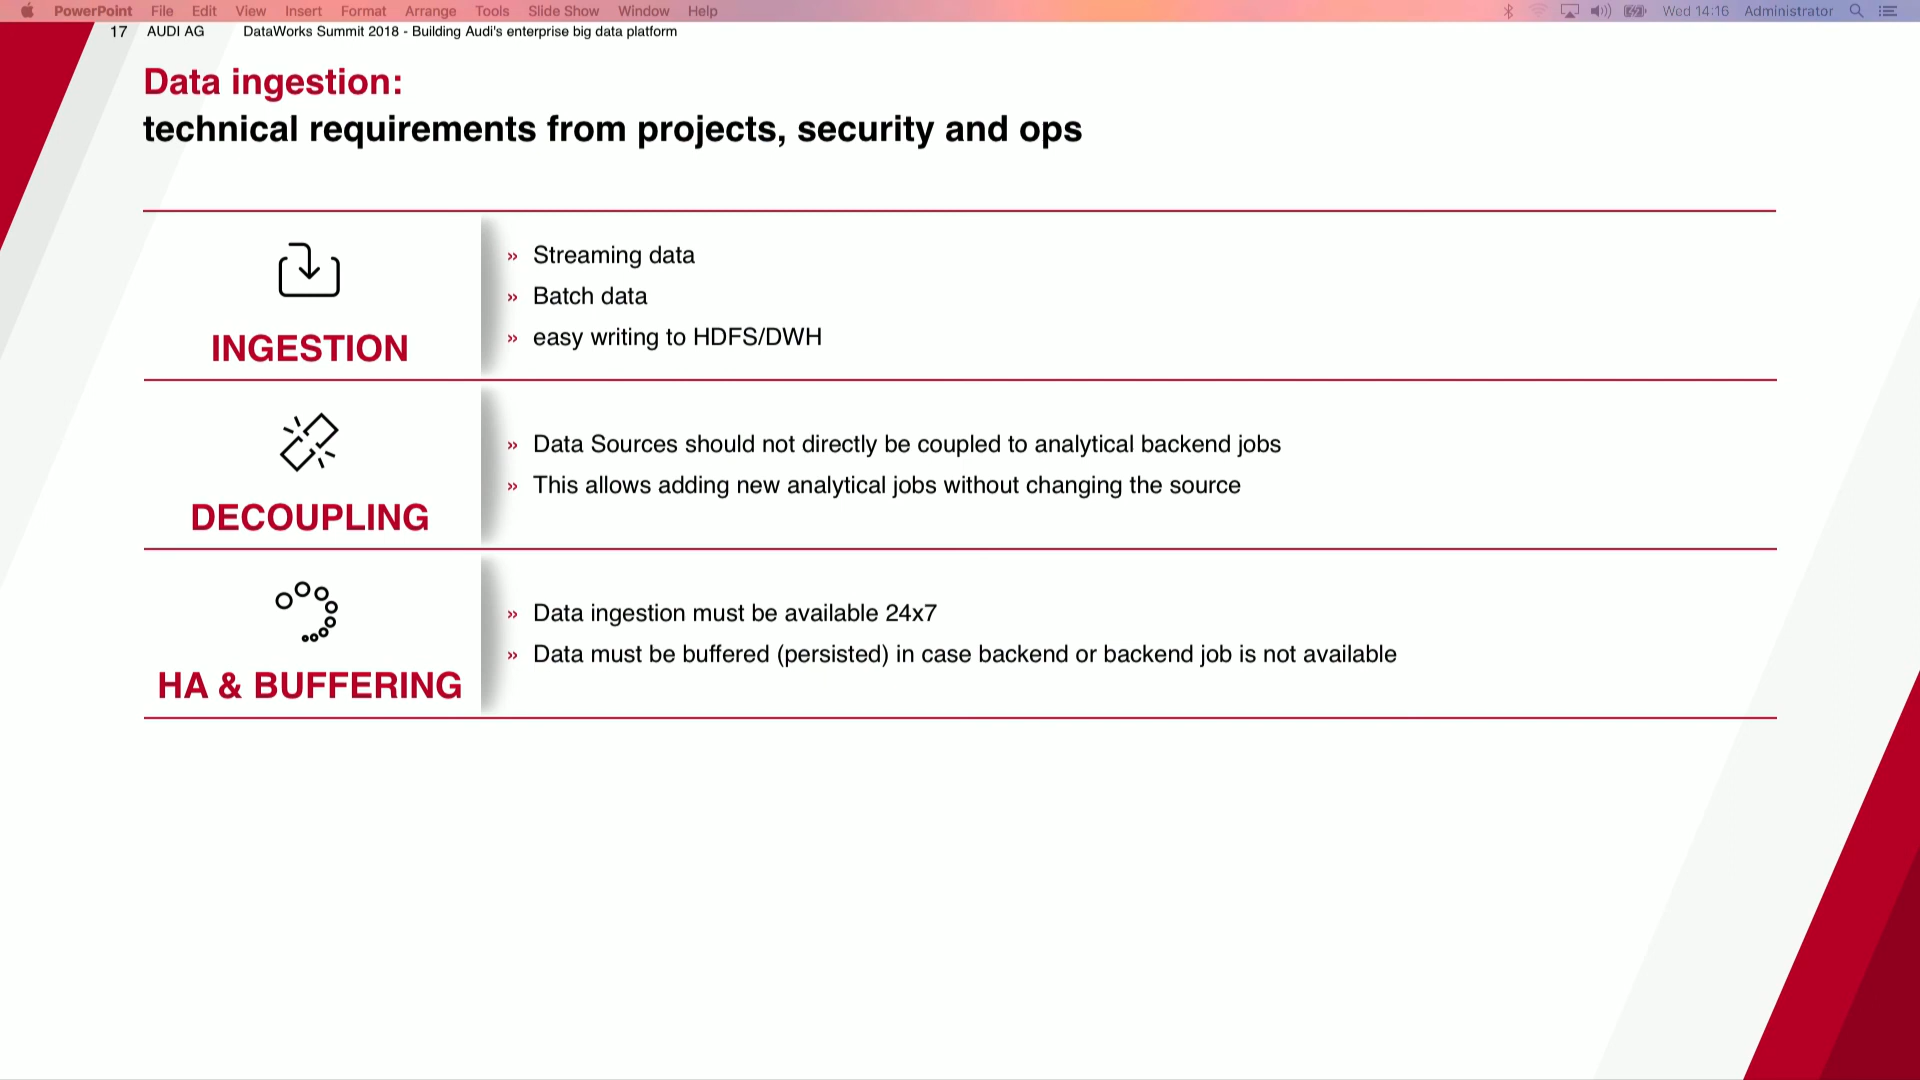 PowerPoint File Edit View Insert Format Arrange Tools Slide Show Window Help Wed 14:16 Administrator
17 AUDI AG DataWorks Summit 2018 - Building Audi's enterprise big data platform
Data ingestion:
technical requirements from projects, security and ops
INGESTION
» Streaming data
» Batch data
» easy writing to HDFS/DWH
DECOUPLING
» Data Sources should not directly be coupled to analytical backend jobs
» This allows adding new analytical jobs without changing the source
HA & BUFFERING
» Data ingestion must be available 24x7
» Data must be buffered (persisted) in case backend or backend job is not available